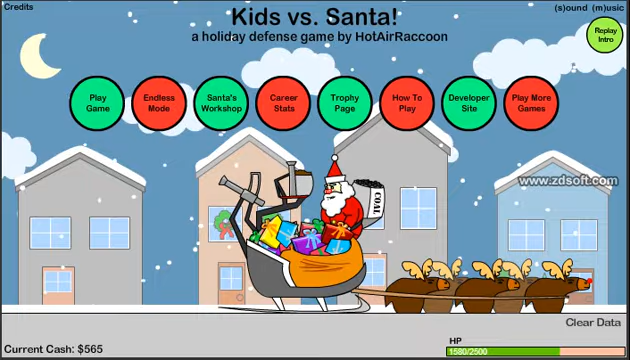 Credits
Kids vs. Santa!
a holiday defense game by HotAirRaccoon
(s)ound (m)usic
Replay
Intro
Play
Game
Endless
Mode
Santa's
Workshop
Career
Stats
Trophy
Page
How To
Play
Developer
Site
Play More
Games
www.zdsoft.com
COAL
Clear Data
Current Cash: $565
HP
1580/2500